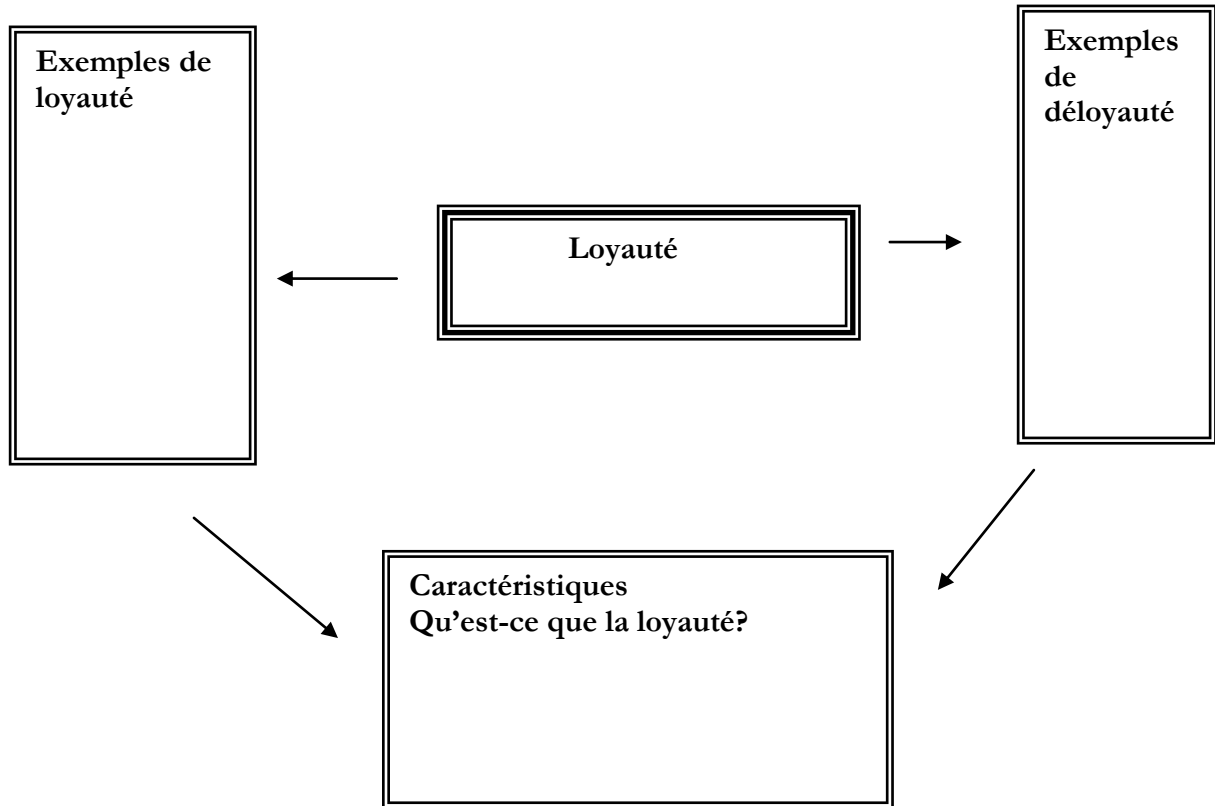 Exemples de
loyauté
Exemples
de
déloyauté
Loyauté
Caractéristiques
Qu’est-ce que la loyauté?